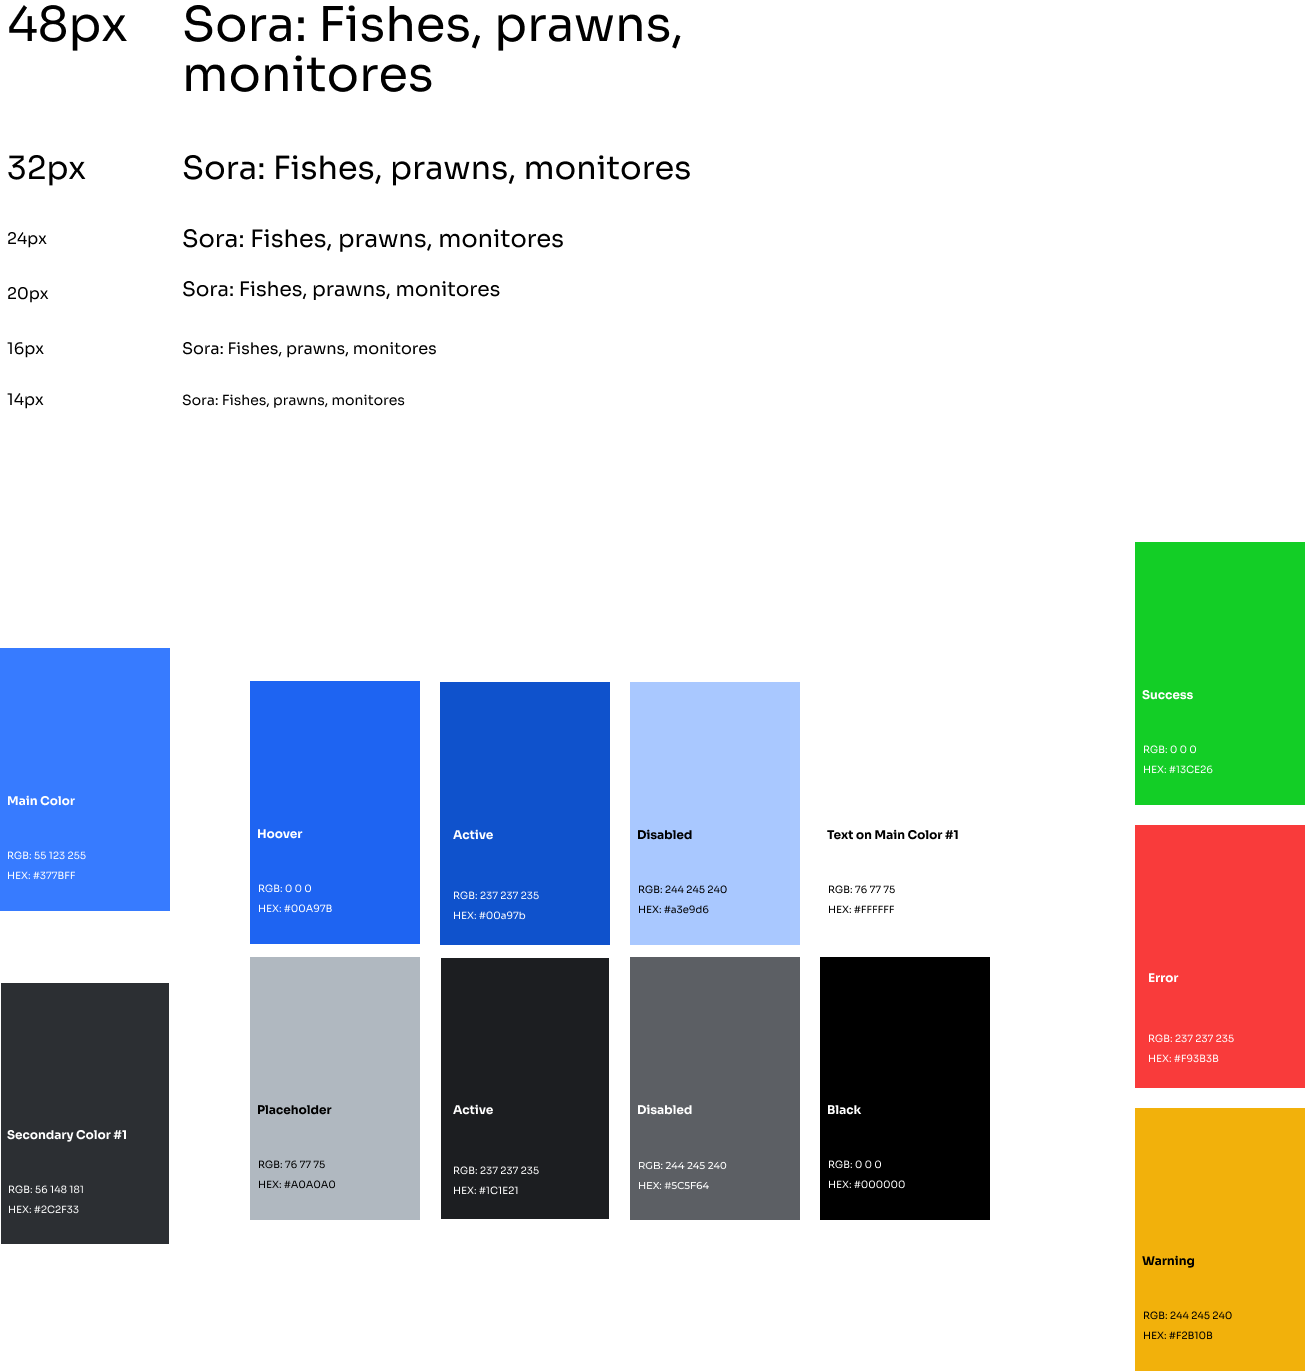 48px
Sora: Fishes, prawns,
monitores
32px
Sora: Fishes, prawns, monitores
24px
Sora: Fishes, prawns, monitores
20px
Sora: Fishes, prawns, monitores
16px
Sora: Fishes, prawns, monitores
14px
Sora: Fishes, prawns, monitores
Main Color
RGB: 55 123 255
HEX: #377BFF
Hoover
RGB: 0 0 0
HEX: #00A97B
Active
RGB: 237 237 235
HEX: #00a97b
Disabled
RGB: 244 245 240
HEX: #a3e9d6
Text on Main Color #1
RGB: 76 77 75
HEX: #FFFFFF
Success
RGB: 0 0 0
HEX: #13CE26
Error
RGB: 237 237 235
HEX: #F93B3B
Secondary Color #1
RGB: 56 148 181
HEX: #2C2F33
Placeholder
RGB: 76 77 75
HEX: #A0A0A0
Active
RGB: 237 237 235
HEX: #1C1E21
Disabled
RGB: 244 245 240
HEX: #5C5F64
Black
RGB: 0 0 0
HEX: #000000
Warning
RGB: 244 245 240
HEX: #F2B10B